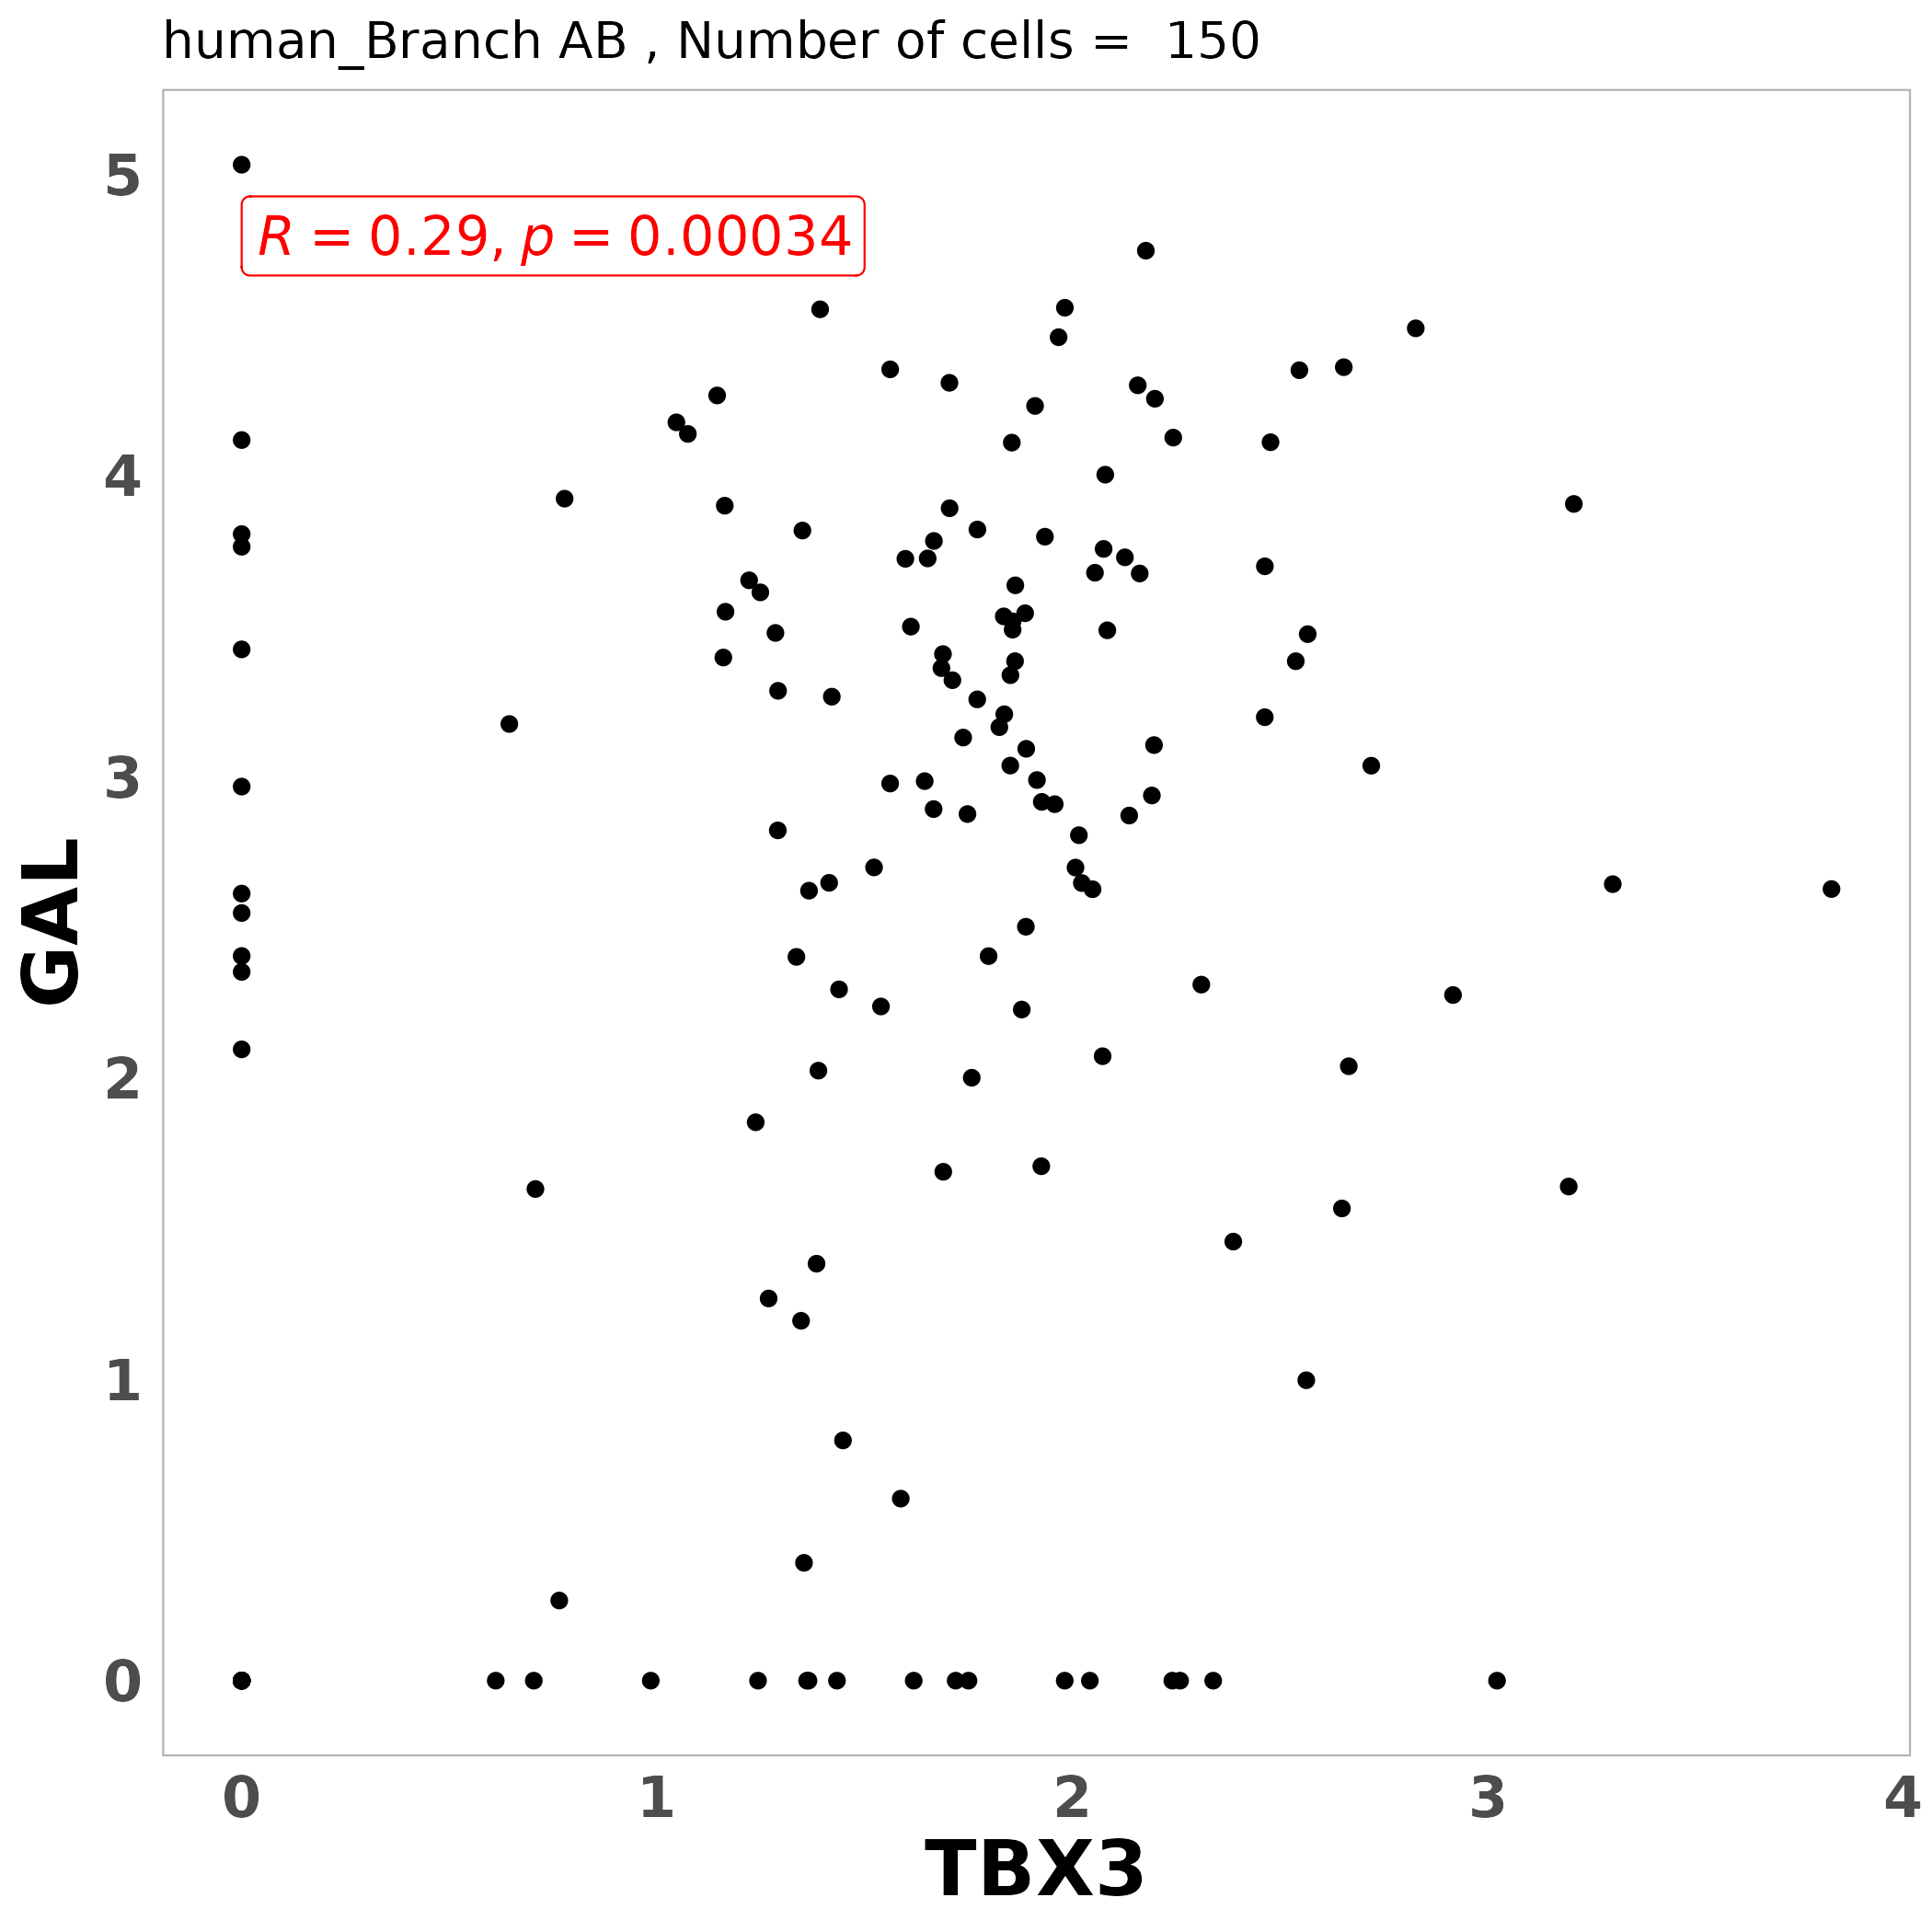 human_Branch AB , Number of cells =  150
R = 0.29, p = 0.00034
5
4
3
2
1
0
GAL
0 1 2 3 4
TBX3